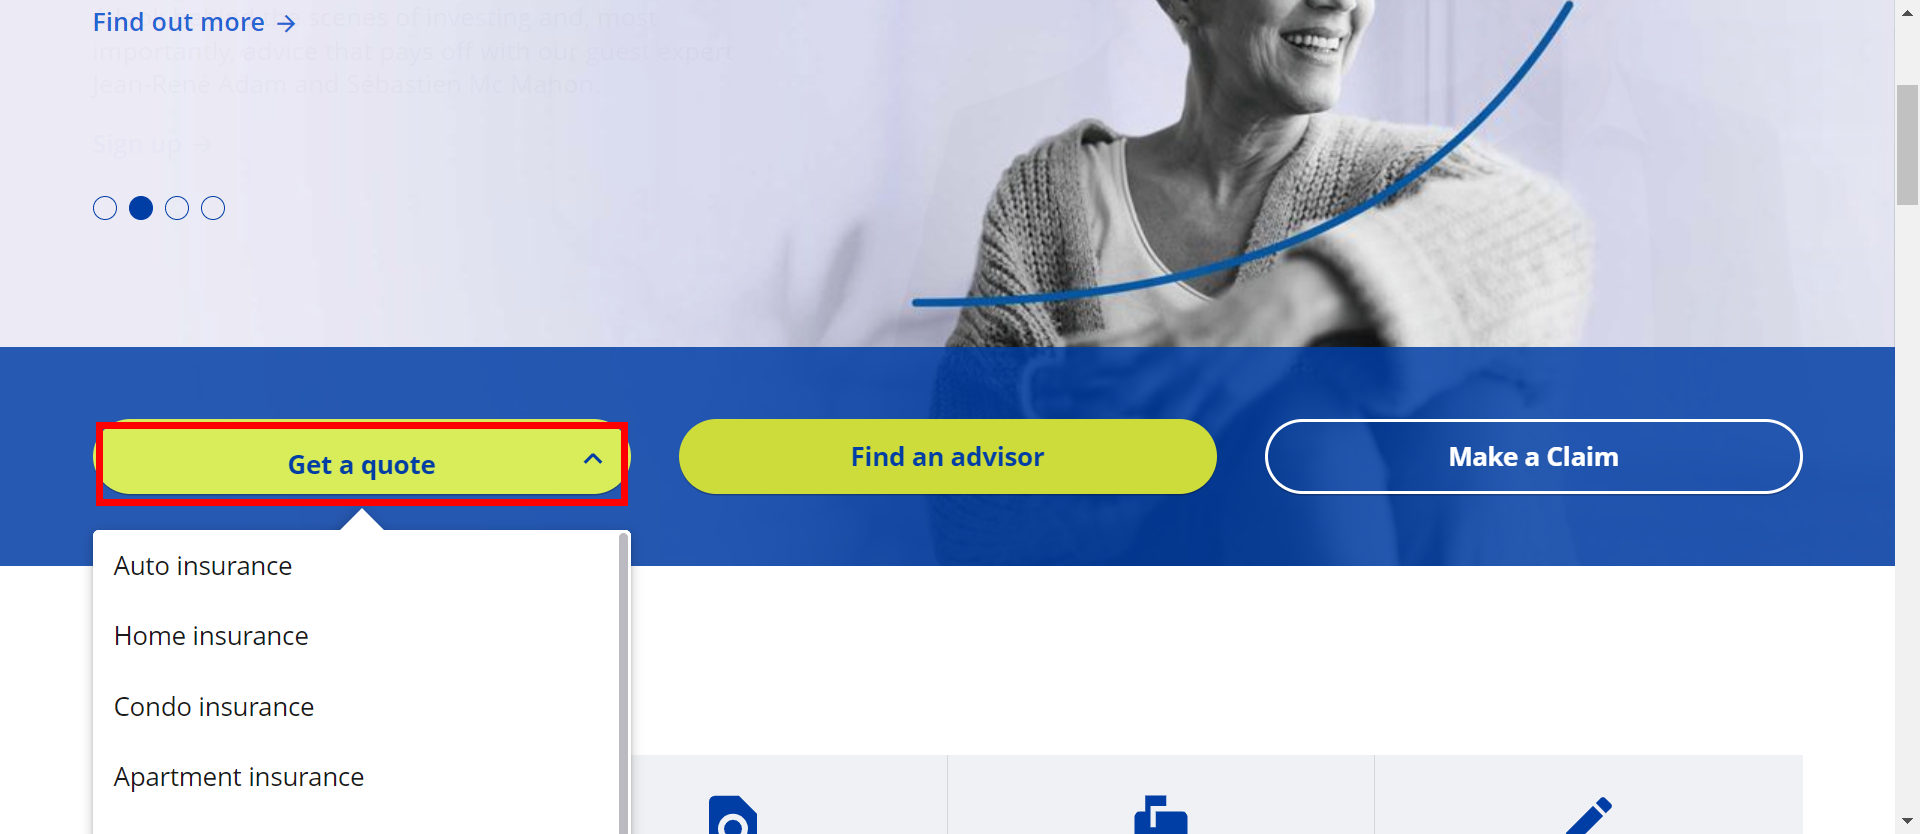 Find out more →
behind the scenes of investing and, most
importantly, advice that pays off with our guest expert
Jean-René Adam and Sébastien Mc Mahon.
Sign up →
Get a quote
Find an advisor
Make a Claim
Auto insurance
Home insurance
Condo insurance
Apartment insurance